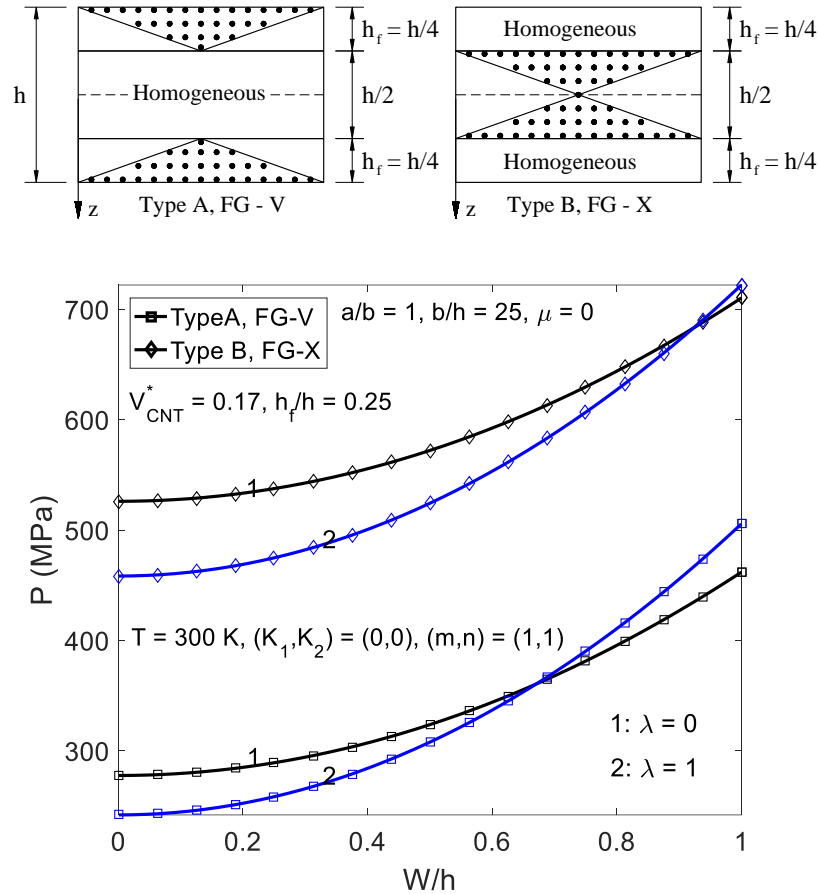 h
Homogeneous
h_f = h/4
h/2
h_f = h/4
z
Type A, FG - V
Homogeneous
Homogeneous
h_f = h/4
h/2
h_f = h/4
z
Type B, FG - X
TypeA, FG-V
Type B, FG-X
a/b = 1, b/h = 25, μ = 0
V*_CNT = 0.17, h_f/h = 0.25
1
2
T = 300 K, (K_1,K_2) = (0,0), (m,n) = (1,1)
1
2
1: λ = 0
2: λ = 1
700
600
500
400
300
P (MPa)
0
0.2
0.4
0.6
0.8
1
W/h